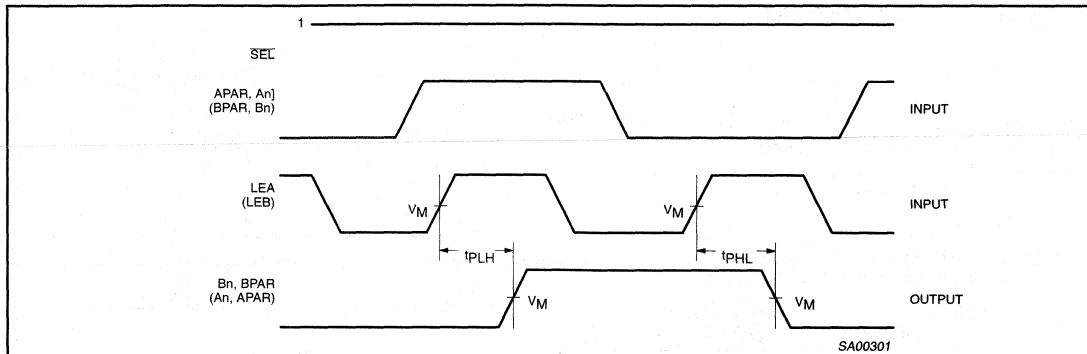 1
SEL
APAR, An]
(BPAR, Bn)
INPUT
LEA
(LEB)
VM
VM
INPUT
tPLH
tPHL
Bn, BPAR
(An, APAR)
VM
VM
OUTPUT
SA00301